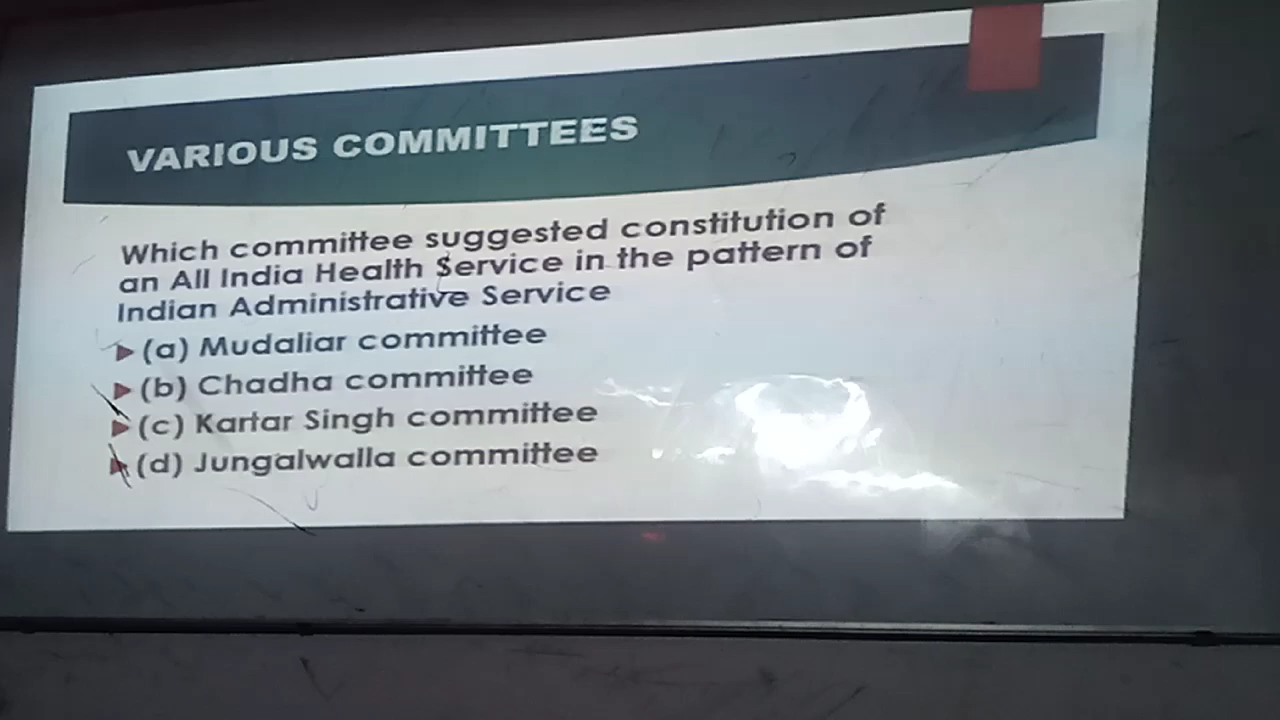 VARIOUS COMMITTEES
Which committee suggested constitution of
an All India Health Service in the pattern of
Indian Administrative Service
(a) Mudaliar committee
(b) Chadha committee
(c) Kartar Singh committee
(d) Jungalwalla committee